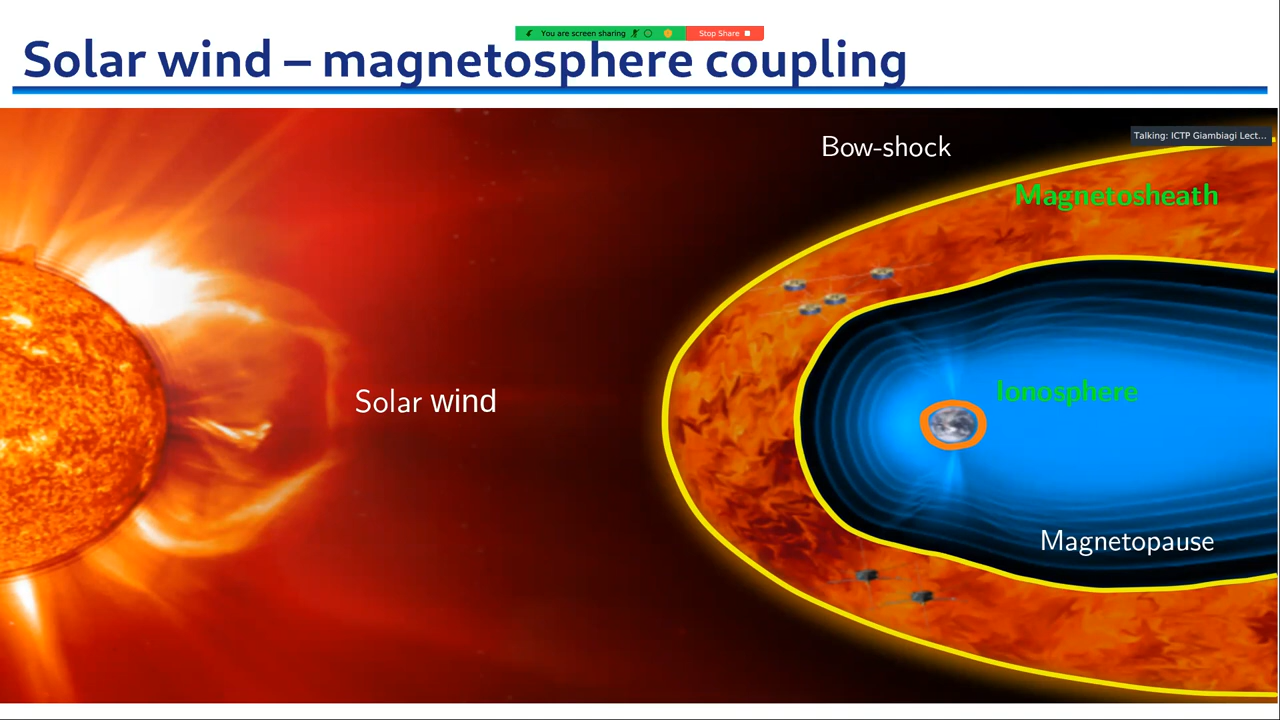 You are screen sharing
Stop Share
Solar wind – magnetosphere coupling
Talking: ICTP Giambiagi Lect...
Bow-shock
Magnetosheath
Solar wind
Ionosphere
Magnetopause